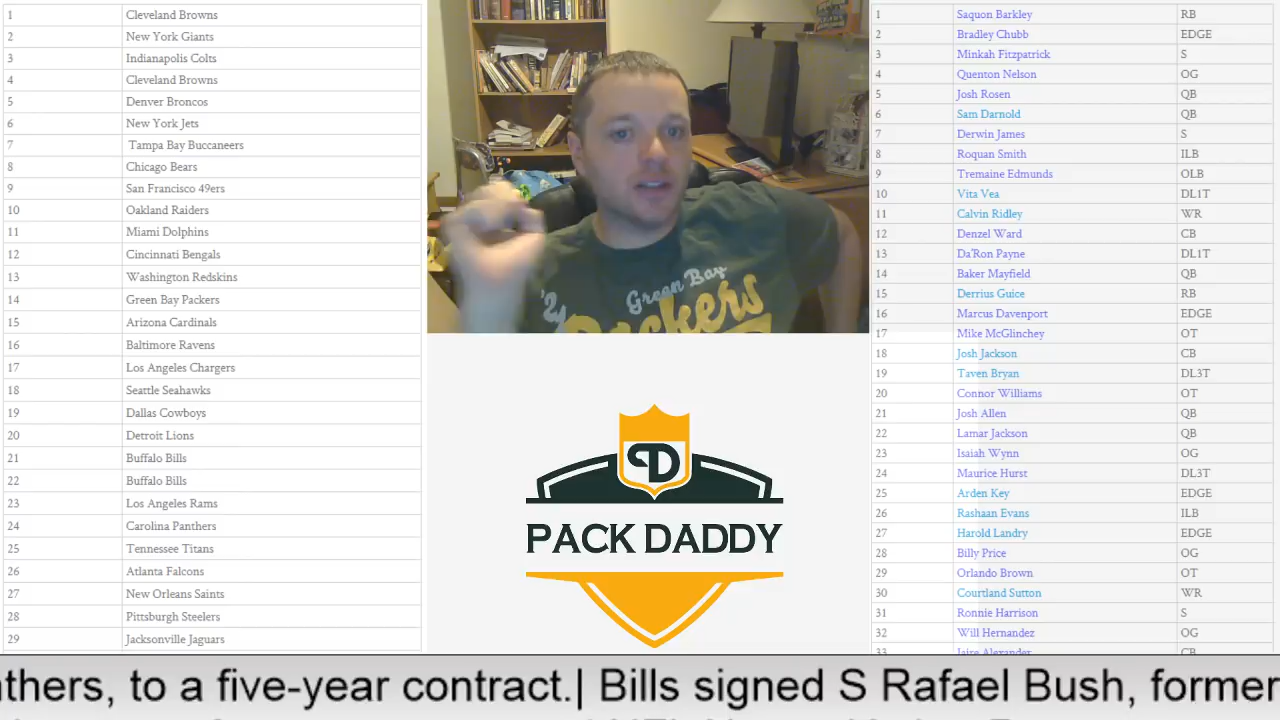 1 Cleveland Browns
2 New York Giants
3 Indianapolis Colts
4 Cleveland Browns
5 Denver Broncos
6 New York Jets
7 Tampa Bay Buccaneers
8 Chicago Bears
9 San Francisco 49ers
10 Oakland Raiders
11 Miami Dolphins
12 Cincinnati Bengals
13 Washington Redskins
14 Green Bay Packers
15 Arizona Cardinals
16 Baltimore Ravens
17 Los Angeles Chargers
18 Seattle Seahawks
19 Dallas Cowboys
20 Detroit Lions
21 Buffalo Bills
22 Buffalo Bills
23 Los Angeles Rams
24 Carolina Panthers
25 Tennessee Titans
26 Atlanta Falcons
27 New Orleans Saints
28 Pittsburgh Steelers
29 Jacksonville Jaguars
Green Bay
Packers
PD
PACK DADDY
1 Saquon Barkley RB
2 Bradley Chubb EDGE
3 Minkah Fitzpatrick S
4 Quenton Nelson OG
5 Josh Rosen QB
6 Sam Darnold QB
7 Derwin James S
8 Roquan Smith ILB
9 Tremaine Edmunds OLB
10 Vita Vea DL1T
11 Calvin Ridley WR
12 Denzel Ward CB
13 Da'Ron Payne DL1T
14 Baker Mayfield QB
15 Derrius Guice RB
16 Marcus Davenport EDGE
17 Mike McGlinchey OT
18 Josh Jackson CB
19 Taven Bryan DL3T
20 Connor Williams OT
21 Josh Allen QB
22 Lamar Jackson QB
23 Isaiah Wynn OG
24 Maurice Hurst DL3T
25 Arden Key EDGE
26 Rashaan Evans ILB
27 Harold Landry EDGE
28 Billy Price OG
29 Orlando Brown OT
30 Courtland Sutton WR
31 Ronnie Harrison S
32 Will Hernandez OG
33 Jaire Alexander CB
nthers, to a five-year contract.| Bills signed S Rafael Bush, former